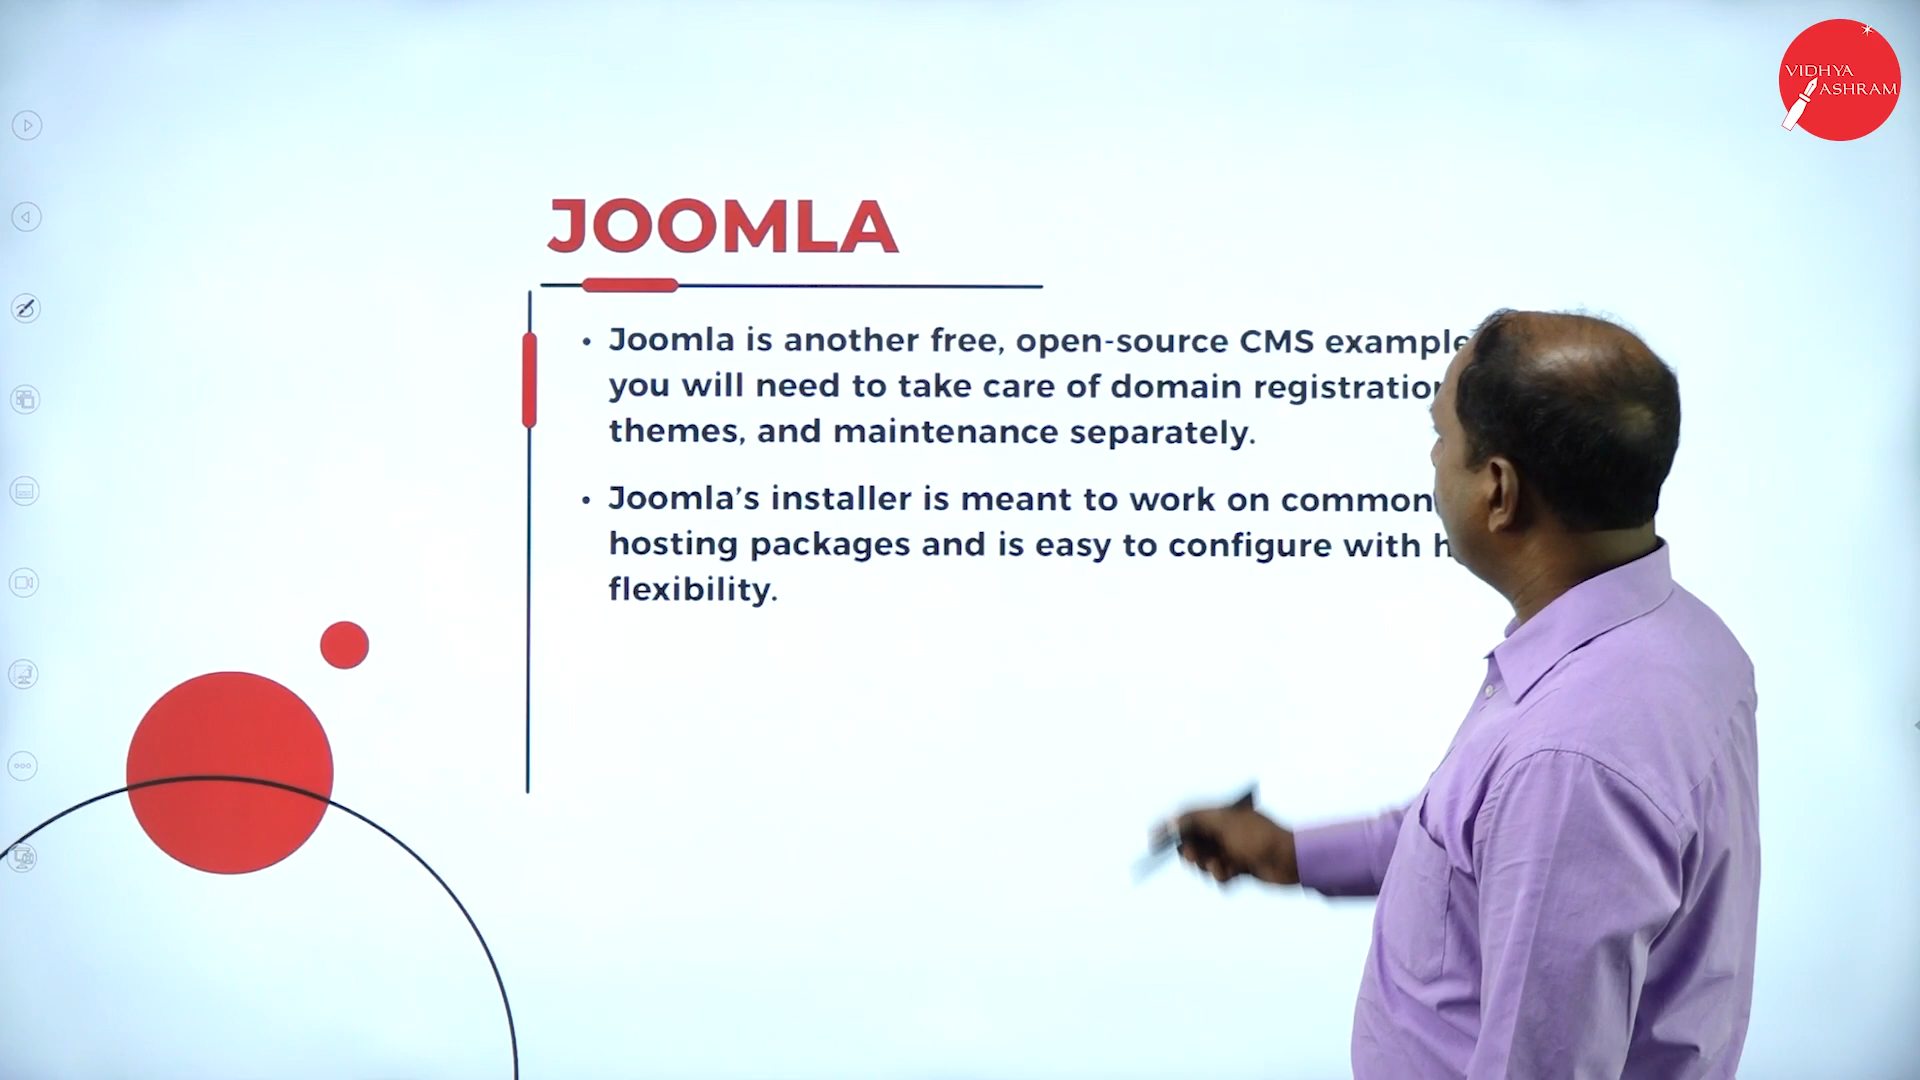 VIDHYA
ASHRAM
JOOMLA
• Joomla is another free, open-source CMS example
you will need to take care of domain registration
themes, and maintenance separately.
• Joomla's installer is meant to work on common
hosting packages and is easy to configure with
flexibility.